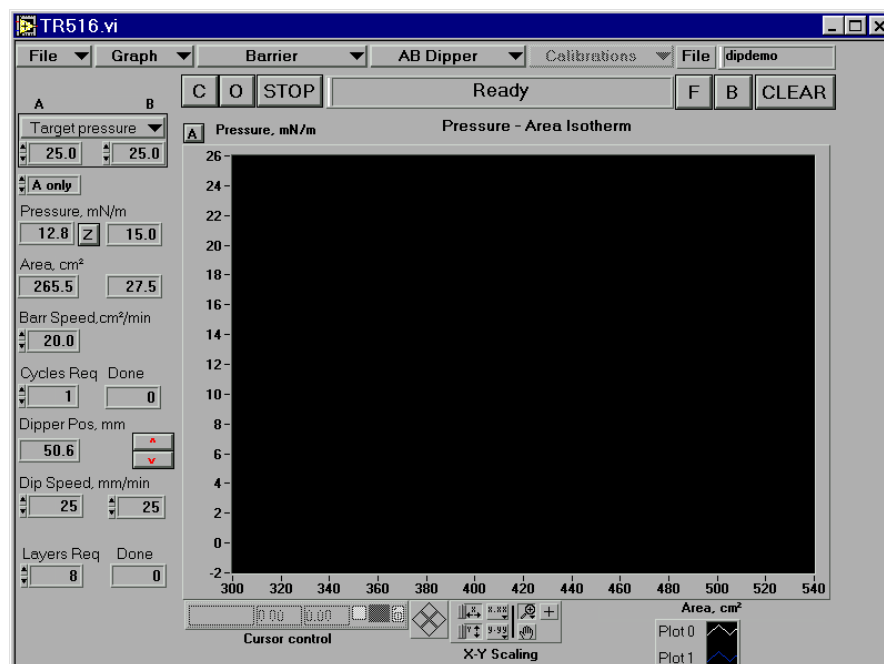 TR516.vi
File Graph Barrier AB Dipper Calibrations File dipdemo
C O STOP Ready F B CLEAR
A B
Target pressure
25.0 25.0
A only
Pressure, mN/m
12.8 Z 15.0
Area, cm²
265.5 27.5
Barr Speed,cm²/min
20.0
Cycles Req Done
1 0
Dipper Pos, mm
50.6
Dip Speed, mm/min
25 25
Layers Req Done
8 0
A Pressure, mN/m Pressure - Area Isotherm
26
24
22
20
18
16
14
12
10
8
6
4
2
0
-2
300 320 340 360 380 400 420 440 460 480 500 520 540
Area, cm²
0.00 0.00
Cursor control
X-Y Scaling
x.xx
y.yy
Plot 0
Plot 1